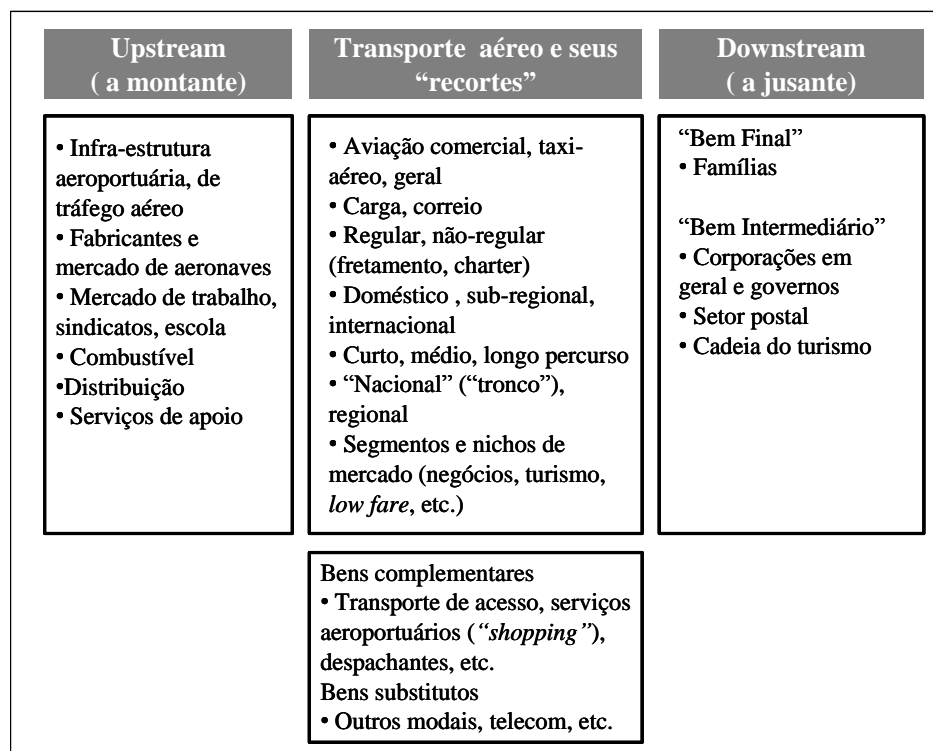 Upstream
( a montante)
Transporte aéreo e seus
“recortes”
Downstream
( a jusante)
• Infra-estrutura
aeroportuária, de
tráfego aéreo
• Fabricantes e
mercado de aeronaves
• Mercado de trabalho,
sindicatos, escola
• Combustível
•Distribuição
• Serviços de apoio
• Aviação comercial, taxi-
aéreo, geral
• Carga, correio
• Regular, não-regular
(fretamento, charter)
• Doméstico , sub-regional,
internacional
• Curto, médio, longo percurso
• “Nacional” (“tronco”),
regional
• Segmentos e nichos de
mercado (negócios, turismo,
low fare, etc.)
“Bem Final”
• Famílias
“Bem Intermediário”
• Corporações em
geral e governos
• Setor postal
• Cadeia do turismo
Bens complementares
• Transporte de acesso, serviços
aeroportuários (“shopping”),
despachantes, etc.
Bens substitutos
• Outros modais, telecom, etc.